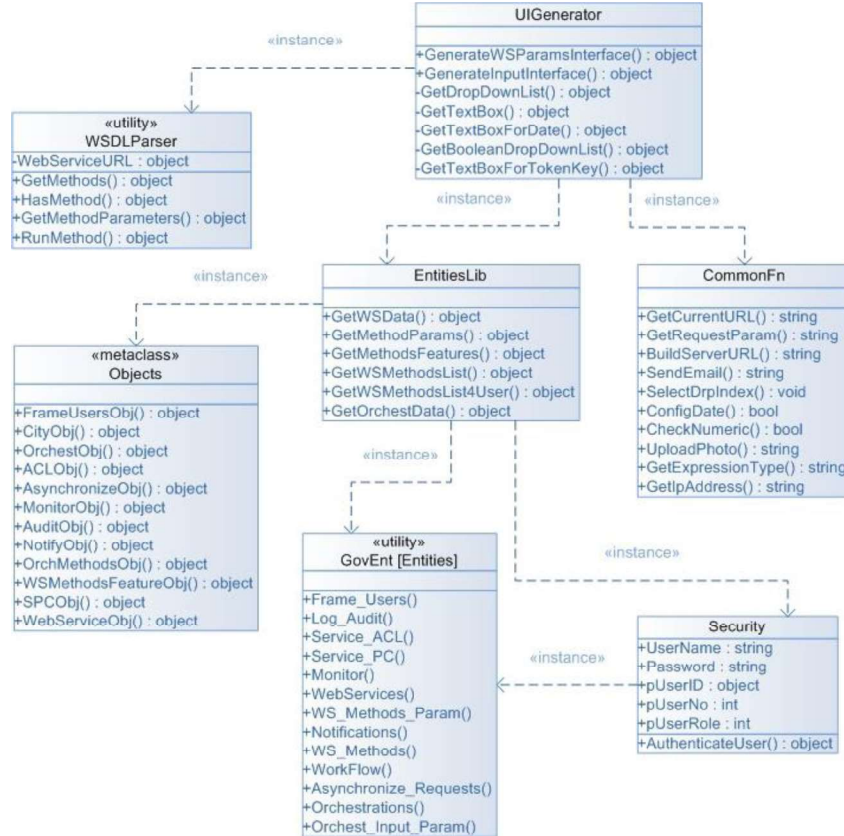 UIGenerator
«instance»
+GenerateWSParamsInterface() : object
+GenerateInputInterface() : object
-GetDropDownList() : object
-GetTextBox() : object
-GetTextBoxForDate() : object
-GetBooleanDropDownList() : object
-GetTextBoxForTokenKey() : object
«utility»
WSDLParser
-WebServiceURL : object
+GetMethods() : object
+HasMethod() : object
+GetMethodParameters() : object
+RunMethod() : object
«instance»
«instance»
«instance»
EntitiesLib
+GetWSData() : object
+GetMethodParams() : object
+GetMethodsFeatures() : object
+GetWSMethodsList() : object
+GetWSMethodsList4User() : object
+GetOrchestData() : object
CommonFn
+GetCurrentURL() : string
+GetRequestParam() : string
+BuildServerURL() : string
+SendEmail() : string
+SelectDrpIndex() : void
+ConfigDate() : bool
+CheckNumeric() : bool
+UploadPhoto() : string
+GetExpressionType() : string
+GetIpAddress() : string
«metaclass»
Objects
+FrameUsersObj() : object
+CityObj() : object
+OrchestObj() : object
+ACLObj() : object
+AsynchronizeObj() : object
+MonitorObj() : object
+AuditObj() : object
+NotifyObj() : object
+OrchMethodsObj() : object
+WSMethodsFeatureObj() : object
+SPCObj() : object
+WebServiceObj() : object
«instance»
«instance»
«utility»
GovEnt [Entities]
+Frame_Users()
+Log_Audit()
+Service_ACL()
+Service_PC()
+Monitor()
+WebServices()
+WS_Methods_Param()
+Notifications()
+WS_Methods()
+WorkFlow()
+Asynchronize_Requests()
+Orchestrations()
+Orchest_Input_Param()
«instance»
Security
+UserName : string
+Password : string
+pUserID : object
+pUserNo : int
+pUserRole : int
+AuthenticateUser() : object